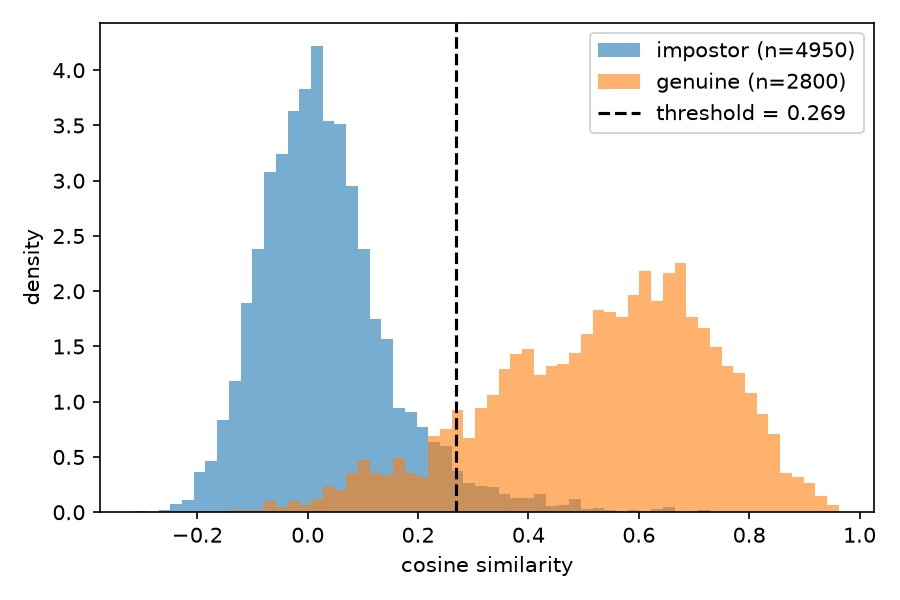 impostor (n=4950)
genuine (n=2800)
threshold = 0.269
density
4.0
3.5
3.0
2.5
2.0
1.5
1.0
0.5
0.0
−0.2 0.0 0.2 0.4 0.6 0.8 1.0
cosine similarity